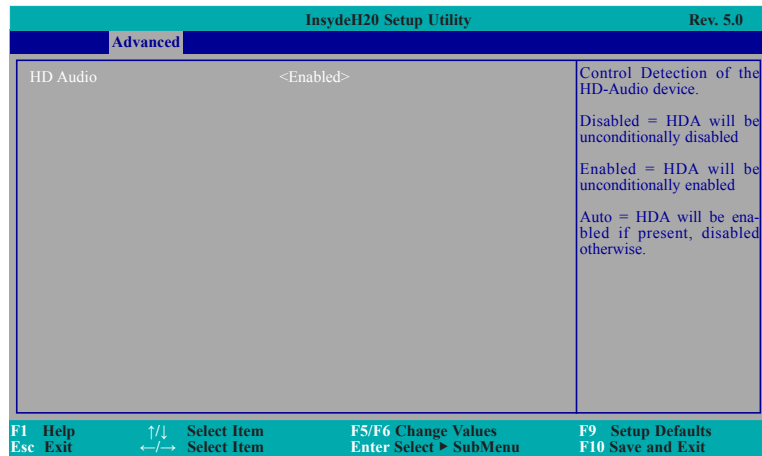 InsydeH20 Setup Utility Rev. 5.0
Advanced
HD Audio <Enabled>
Control Detection of the
HD-Audio device.
Disabled = HDA will be
unconditionally disabled
Enabled = HDA will be
unconditionally enabled
Auto = HDA will be ena-
bled if present, disabled
otherwise.
F1 Help ↑/↓ Select Item F5/F6 Change Values F9 Setup Defaults
Esc Exit ←/→ Select Item Enter Select ▶ SubMenu F10 Save and Exit